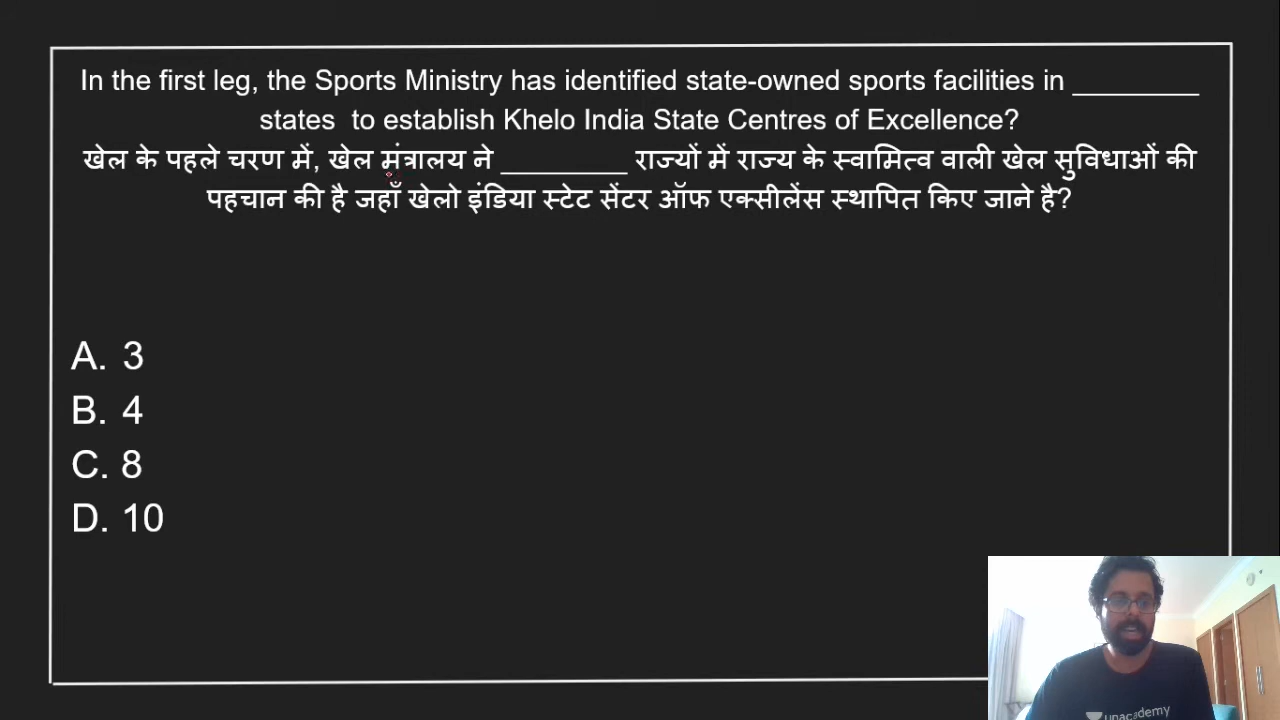 In the first leg, the Sports Ministry has identified state-owned sports facilities in _________
states  to establish Khelo India State Centres of Excellence?
खेल के पहले चरण में, खेल मंत्रालय ने _________ राज्यों में राज्य के स्वामित्व वाली खेल सुविधाओं की
पहचान की है जहाँ खेलो इंडिया स्टेट सेंटर ऑफ एक्सीलेंस स्थापित किए जाने है?
A. 3
B. 4
C. 8
D. 10
unacademy